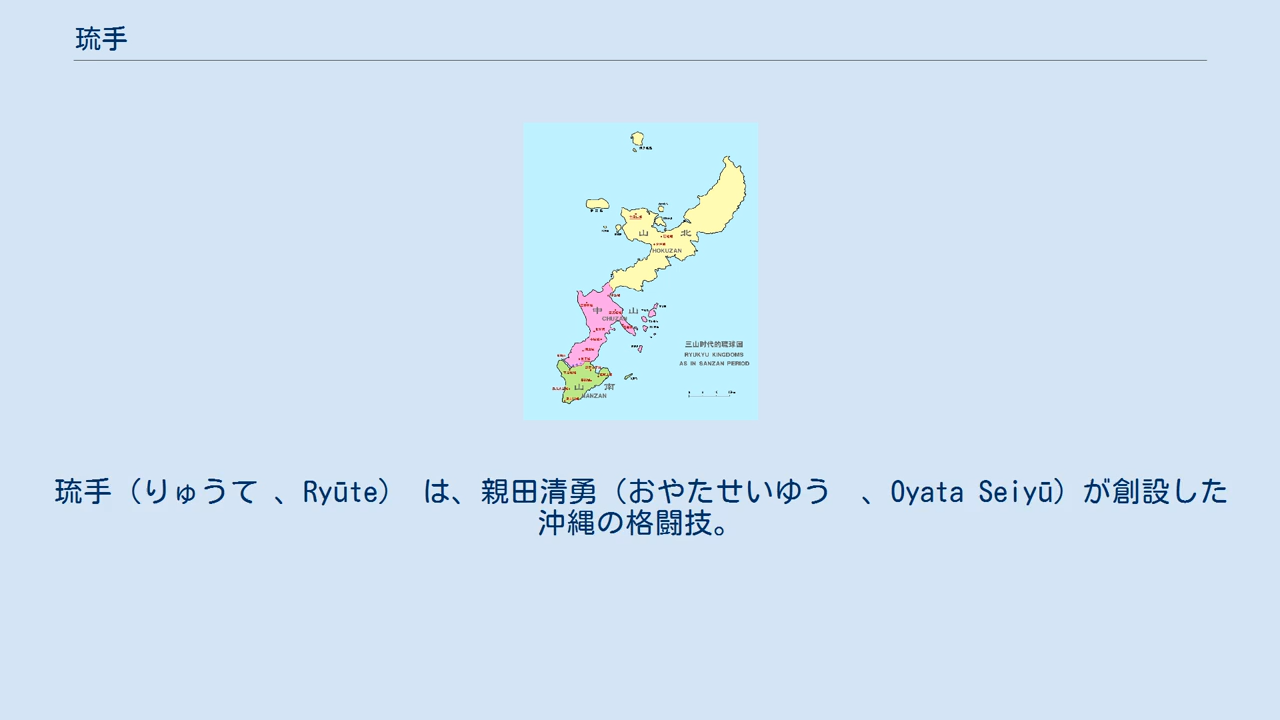 琉手
山 北
HOKUZAN
中 山
CHUZAN
三山时代的琉球国
RYUKYU KINGDOMS
AS IN SANZAN PERIOD
山 南
NANZAN
琉手（りゅうて 、Ryūte） は、親田清勇（おやたせいゆう　、Oyata Seiyū）が創設した
沖縄の格闘技。